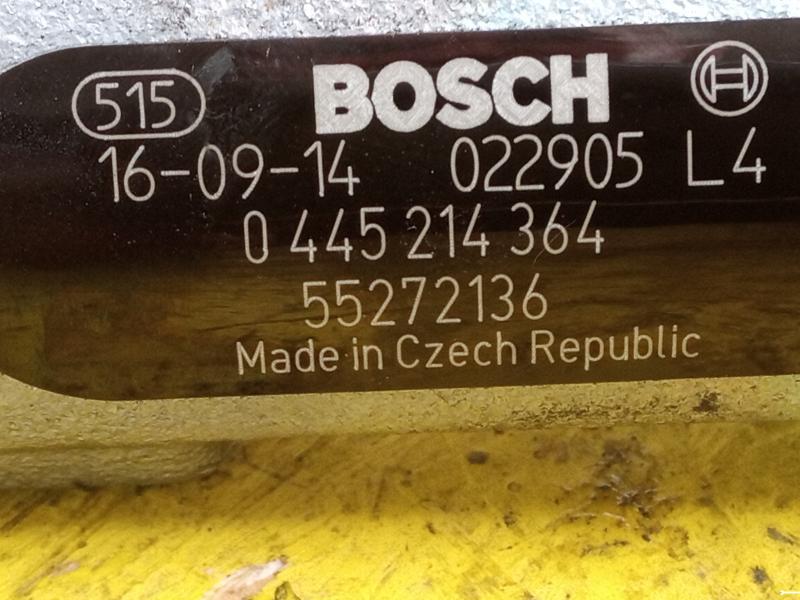 515 BOSCH
16-09-14 022905 L4
0 445 214 364
55272136
Made in Czech Republic